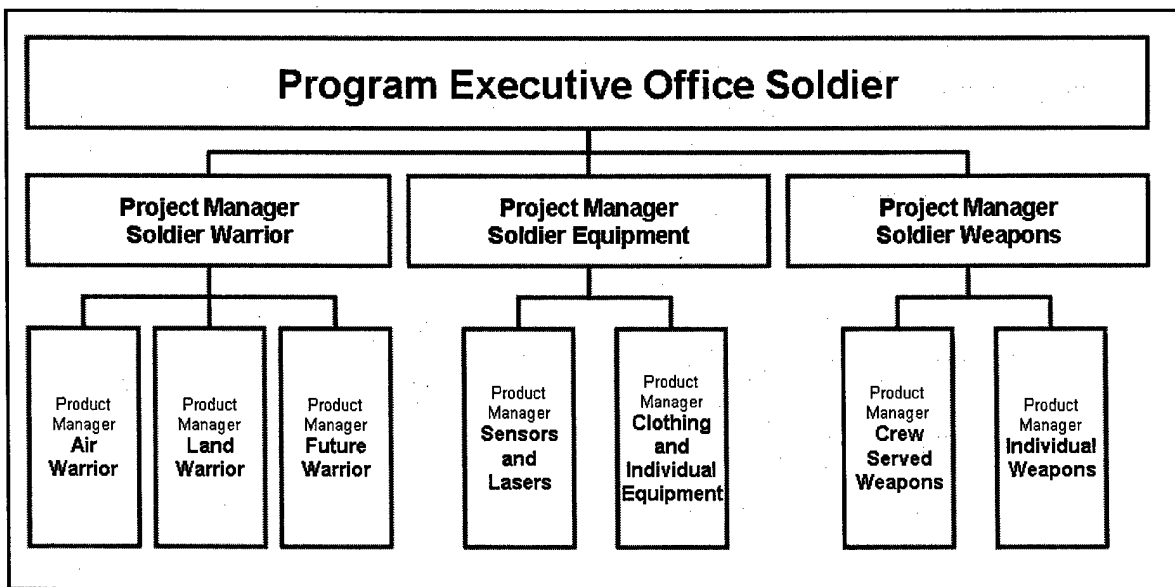 Program Executive Office Soldier
Project Manager
Soldier Warrior
Project Manager
Soldier Equipment
Project Manager
Soldier Weapons
Product
Manager
Air
Warrior
Product
Manager
Land
Warrior
Product
Manager
Future
Warrior
Product
Manager
Sensors
and
Lasers
Product
Manager
Clothing
and
Individual
Equipment
Product
Manager
Crew
Served
Weapons
Product
Manager
Individual
Weapons